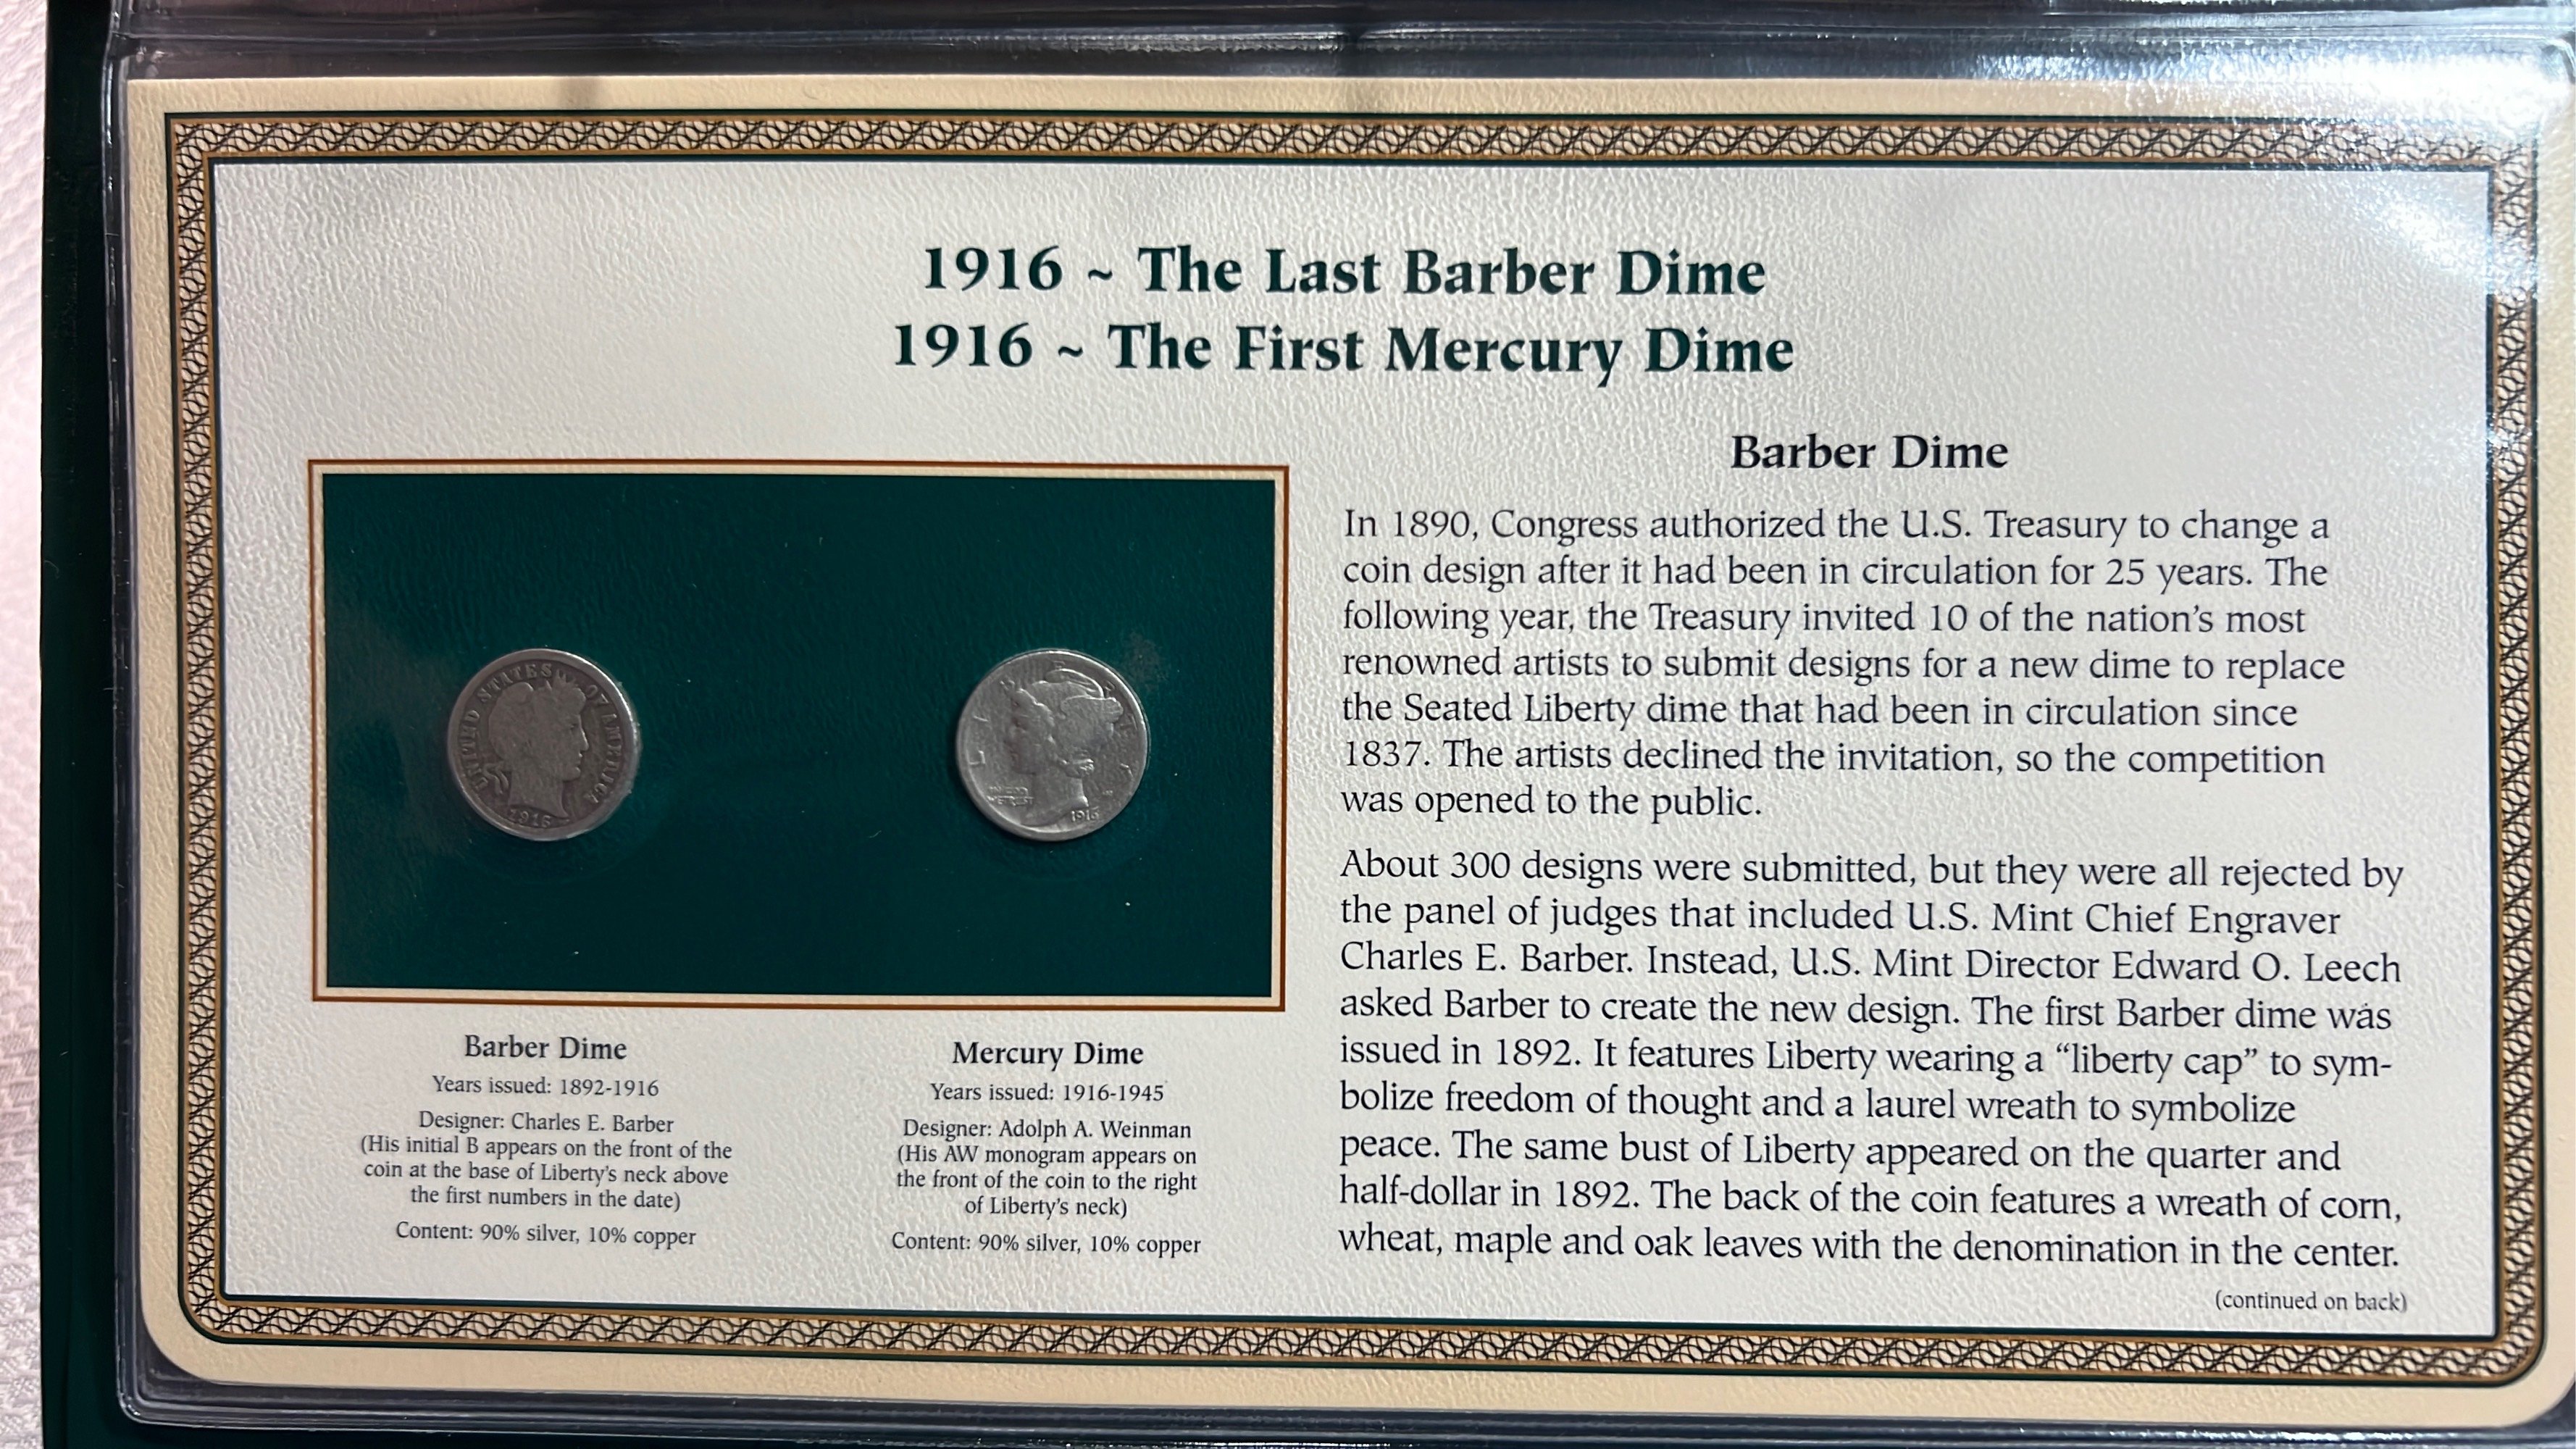 1916 ~ The Last Barber Dime
1916 ~ The First Mercury Dime
UNITED STATES OF AMERICA
1916
1916
Barber Dime
Years issued: 1892-1916
Designer: Charles E. Barber
(His initial B appears on the front of the
coin at the base of Liberty's neck above
the first numbers in the date)
Content: 90% silver, 10% copper
Mercury Dime
Years issued: 1916-1945
Designer: Adolph A. Weinman
(His AW monogram appears on
the front of the coin to the right
of Liberty's neck)
Content: 90% silver, 10% copper
Barber Dime
In 1890, Congress authorized the U.S. Treasury to change a
coin design after it had been in circulation for 25 years. The
following year, the Treasury invited 10 of the nation's most
renowned artists to submit designs for a new dime to replace
the Seated Liberty dime that had been in circulation since
1837. The artists declined the invitation, so the competition
was opened to the public.
About 300 designs were submitted, but they were all rejected by
the panel of judges that included U.S. Mint Chief Engraver
Charles E. Barber. Instead, U.S. Mint Director Edward O. Leech
asked Barber to create the new design. The first Barber dime was
issued in 1892. It features Liberty wearing a “liberty cap” to sym-
bolize freedom of thought and a laurel wreath to symbolize
peace. The same bust of Liberty appeared on the quarter and
half-dollar in 1892. The back of the coin features a wreath of corn,
wheat, maple and oak leaves with the denomination in the center.
(continued on back)